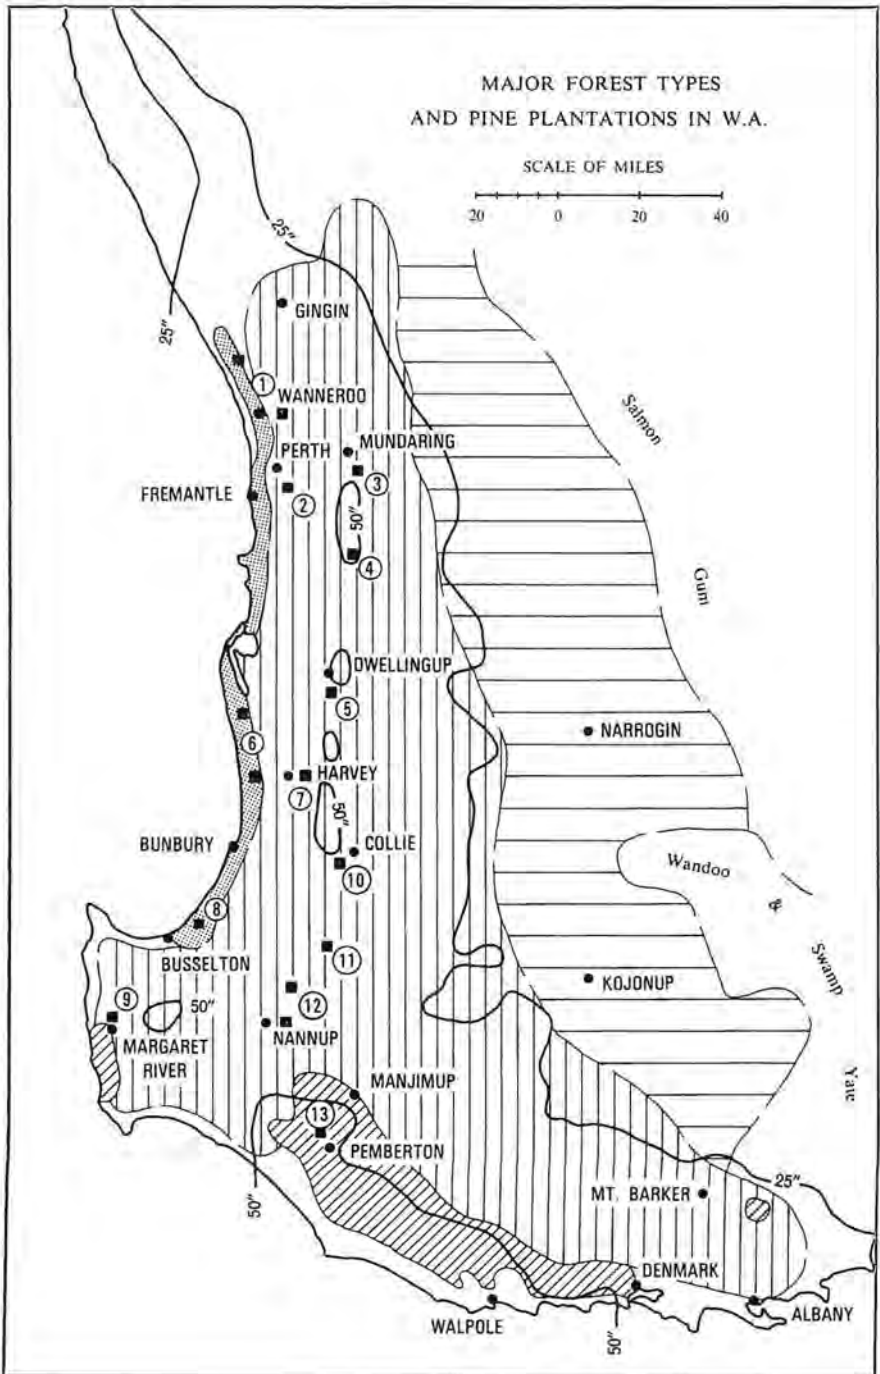 MAJOR FOREST TYPES
AND PINE PLANTATIONS IN W.A.
SCALE OF MILES
20 0 20 40
25"
25"
GINGIN
1
WANNEROO
Salmon
MUNDARING
PERTH
3
FREMANTLE
2
50"
4
Gum
DWELLINGUP
5
NARROGIN
6
HARVEY
7
50"
BUNBURY
COLLIE
Wandoo
10
&
8
BUSSELTON
11
Swamp
KOJONUP
9
50"
12
MARGARET
RIVER
NANNUP
MANJIMUP
Yate
13
PEMBERTON
25"
50"
MT. BARKER
DENMARK
ALBANY
WALPOLE
50"